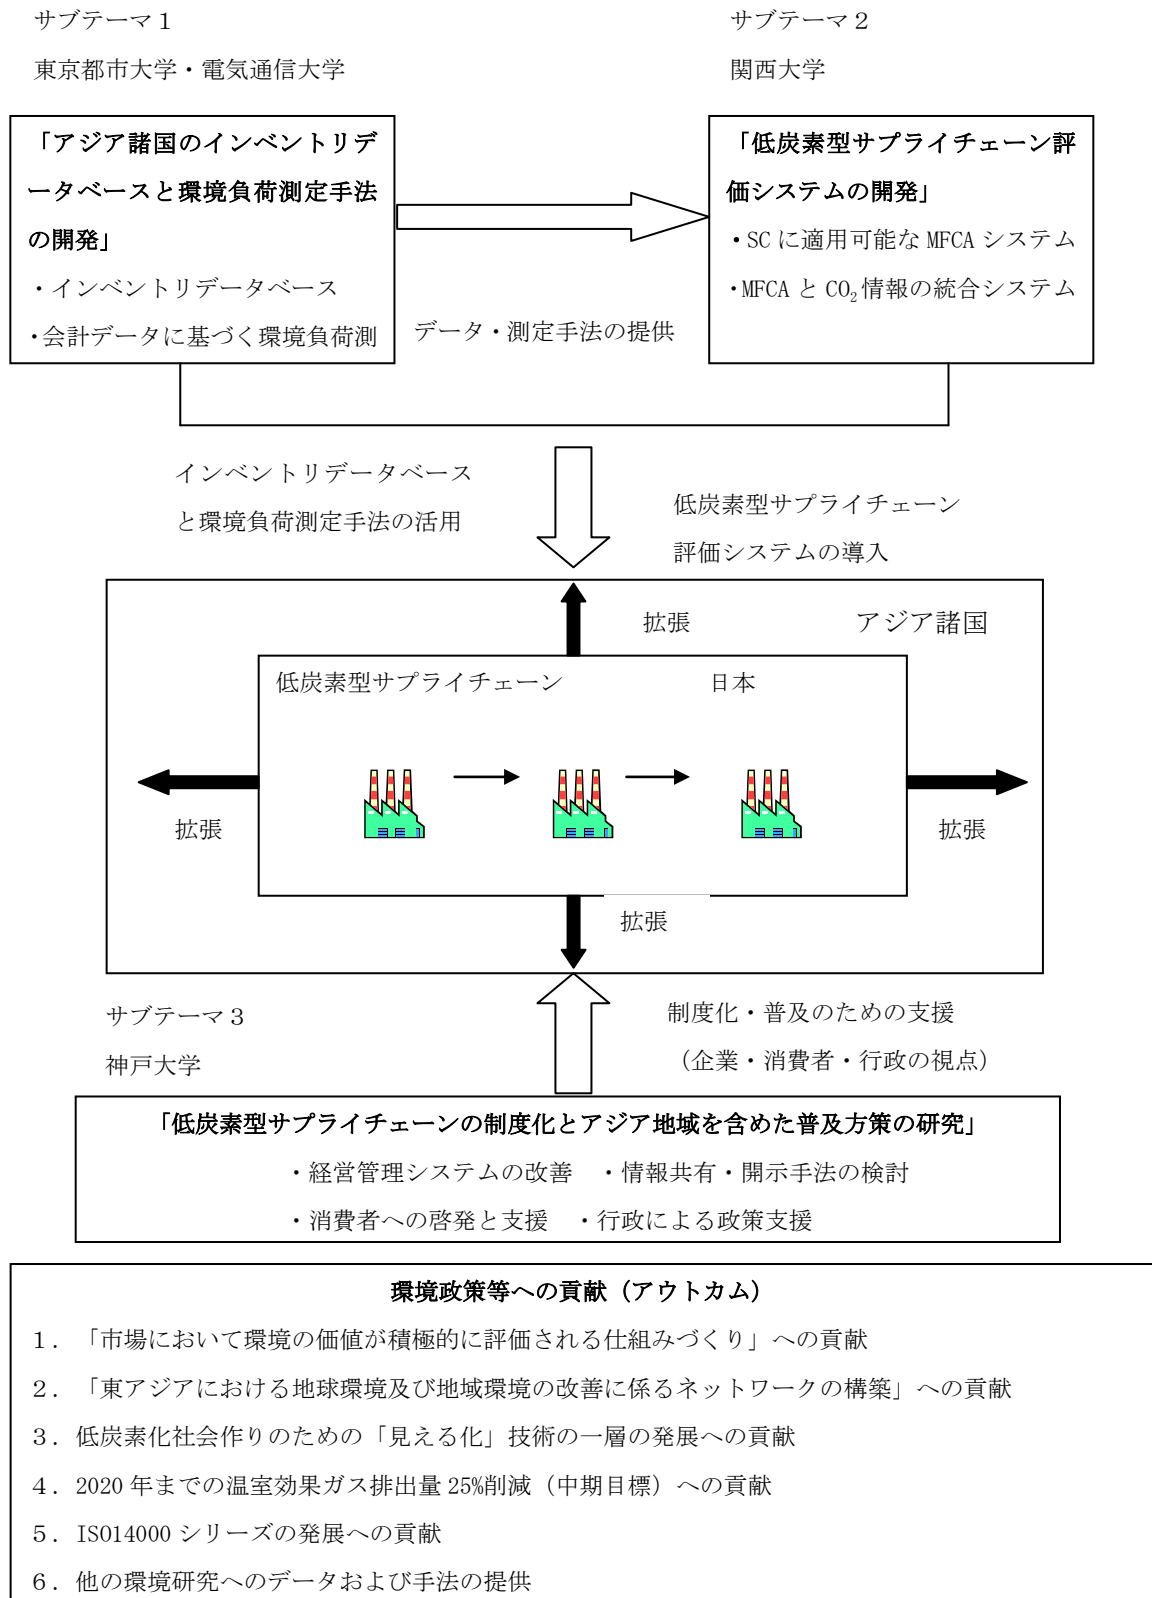 サブテーマ１
東京都市大学・電気通信大学
サブテーマ２
関西大学
「アジア諸国のインベントリデ
ータベースと環境負荷測定手法
の開発」
・インベントリデータベース
・会計データに基づく環境負荷測
データ・測定手法の提供
「低炭素型サプライチェーン評
価システムの開発」
・SCに適用可能なMFCAシステム
・MFCAとCO₂情報の統合システム
インベントリデータベース
と環境負荷測定手法の活用
低炭素型サプライチェーン
評価システムの導入
拡張
アジア諸国
低炭素型サプライチェーン
日本
拡張
拡張
拡張
サブテーマ３
神戸大学
制度化・普及のための支援
（企業・消費者・行政の視点）
「低炭素型サプライチェーンの制度化とアジア地域を含めた普及方策の研究」
・経営管理システムの改善　・情報共有・開示手法の検討
・消費者への啓発と支援　・行政による政策支援
環境政策等への貢献（アウトカム）
１．「市場において環境の価値が積極的に評価される仕組みづくり」への貢献
２．「東アジアにおける地球環境及び地域環境の改善に係るネットワークの構築」への貢献
３．低炭素化社会作りのための「見える化」技術の一層の発展への貢献
４．2020年までの温室効果ガス排出量25%削減（中期目標）への貢献
５．ISO14000シリーズの発展への貢献
６．他の環境研究へのデータおよび手法の提供